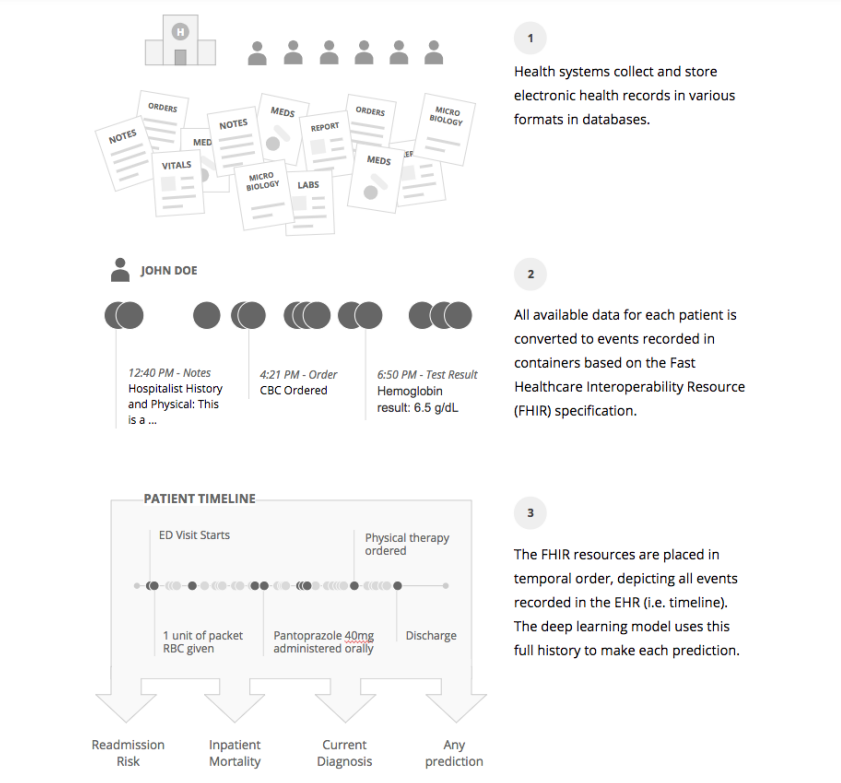 H
1
Health systems collect and store
electronic health records in various
formats in databases.
ORDERS
NOTES
MED
VITALS
NOTES
MEDS
REPORT
ORDERS
MICRO
BIOLOGY
MEDS
MICRO
BIOLOGY
LABS
JOHN DOE
12:40 PM - Notes
Hospitalist History
and Physical: This
is a ...
4:21 PM - Order
CBC Ordered
6:50 PM - Test Result
Hemoglobin
result: 6.5 g/dL
2
All available data for each patient is
converted to events recorded in
containers based on the Fast
Healthcare Interoperability Resource
(FHIR) specification.
PATIENT TIMELINE
ED Visit Starts
Physical therapy
ordered
1 unit of packet
RBC given
Pantoprazole 40mg
administered orally
Discharge
3
The FHIR resources are placed in
temporal order, depicting all events
recorded in the EHR (i.e. timeline).
The deep learning model uses this
full history to make each prediction.
Readmission
Risk
Inpatient
Mortality
Current
Diagnosis
Any
prediction